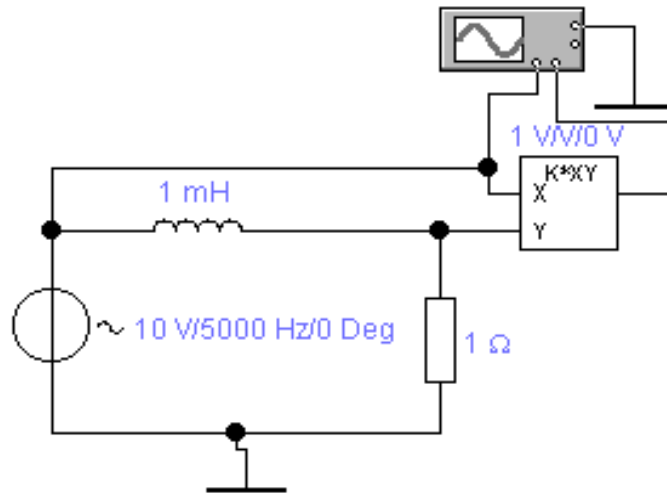 1 V/V/0 V
K*XY
X
Y
1 mH
10 V/5000 Hz/0 Deg
1 Ω